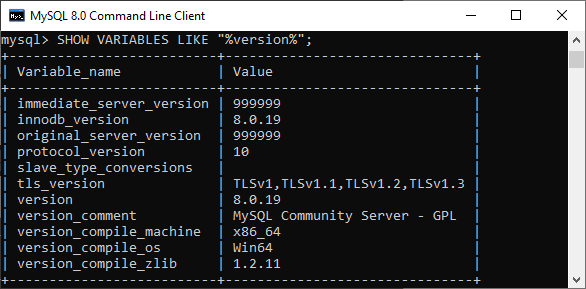 MySQL 8.0 Command Line Client
mysql> SHOW VARIABLES LIKE "%version%";
+--------------------------+-------------------------------+
| Variable_name            | Value                         |
+--------------------------+-------------------------------+
| immediate_server_version | 999999                        |
| innodb_version           | 8.0.19                        |
| original_server_version  | 999999                        |
| protocol_version         | 10                            |
| slave_type_conversions   |                               |
| tls_version              | TLSv1,TLSv1.1,TLSv1.2,TLSv1.3 |
| version                  | 8.0.19                        |
| version_comment          | MySQL Community Server - GPL  |
| version_compile_machine  | x86_64                        |
| version_compile_os       | Win64                         |
| version_compile_zlib     | 1.2.11                        |
+--------------------------+-------------------------------+